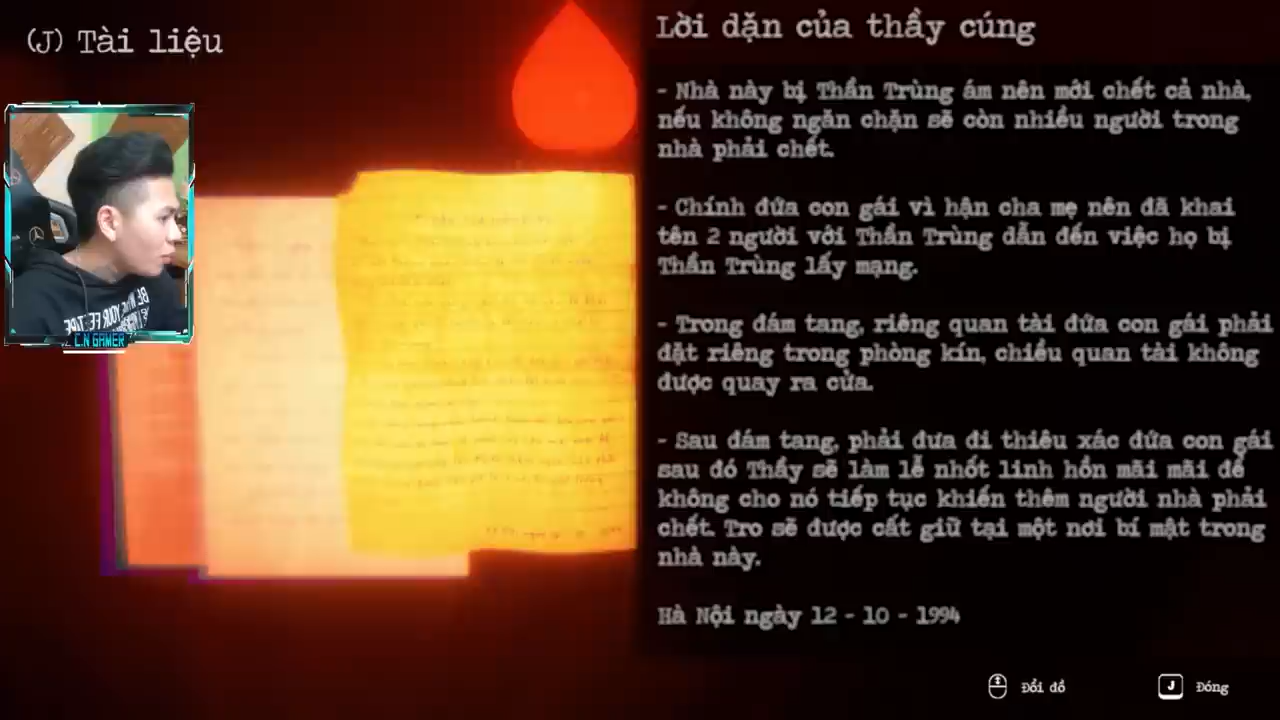 (J) Tài liệu
Lời dặn của thầy cúng
- Nhà này bị Thần Trùng ám nên mới chết cả nhà,
nếu không ngăn chặn sẽ còn nhiều người trong
nhà phải chết.
- Chính đứa con gái vì hận cha mẹ nên đã khai
tên 2 người với Thần Trùng dẫn đến việc họ bị
Thần Trùng lấy mạng.
- Trong đám tang, riêng quan tài đứa con gái phải
đặt riêng trong phòng kín, chiều quan tài không
được quay ra cửa.
- Sau đám tang, phải đưa đi thiêu xác đứa con gái
sau đó Thầy sẽ làm lễ nhốt linh hồn mãi mãi để
không cho nó tiếp tục khiến thêm người nhà phải
chết. Tro sẽ được cất giữ tại một nơi bí mật trong
nhà này.
Hà Nội ngày 12 - 10 - 1994
C.N GAMER
Đổi đồ
J Đóng